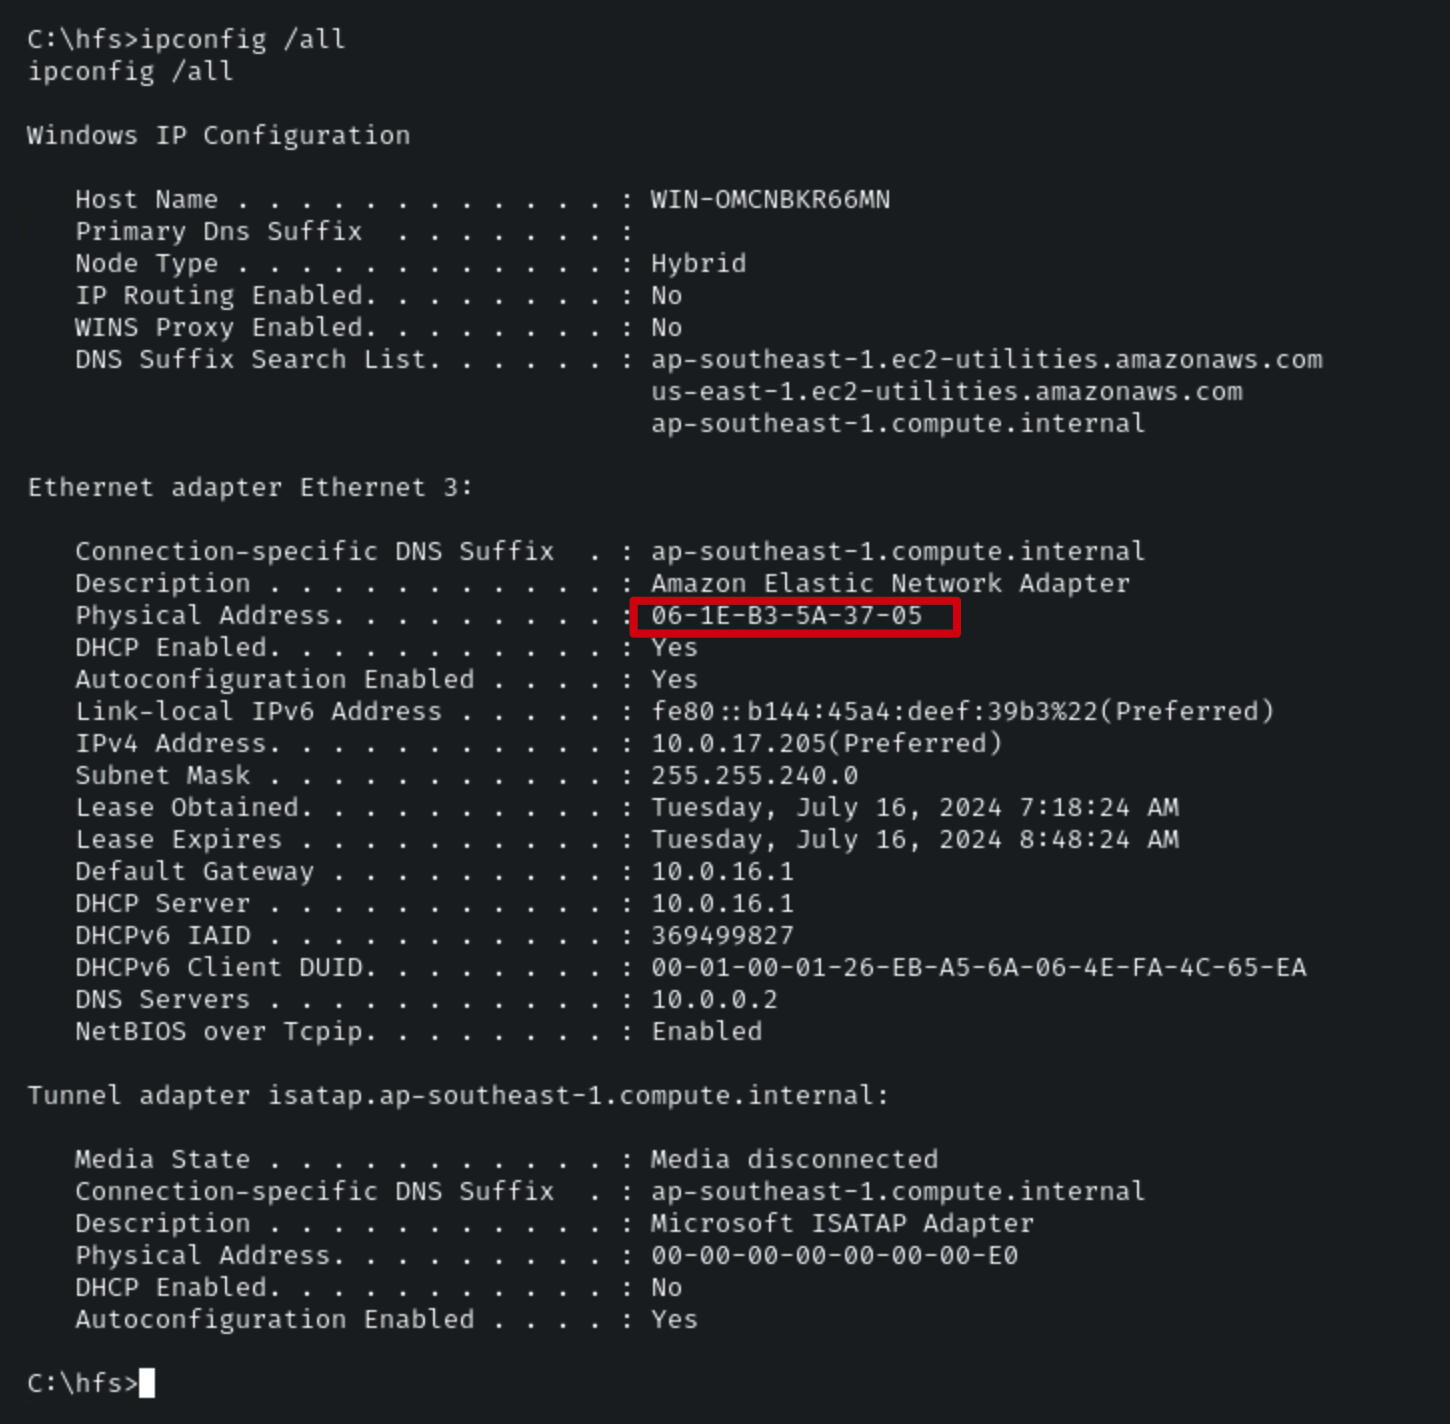 C:\hfs>ipconfig /all
ipconfig /all
Windows IP Configuration
Host Name . . . . . . . . . . . . : WIN-OMCNBKR66MN
Primary Dns Suffix  . . . . . . . :
Node Type . . . . . . . . . . . . : Hybrid
IP Routing Enabled. . . . . . . . : No
WINS Proxy Enabled. . . . . . . . : No
DNS Suffix Search List. . . . . . : ap-southeast-1.ec2-utilities.amazonaws.com
us-east-1.ec2-utilities.amazonaws.com
ap-southeast-1.compute.internal
Ethernet adapter Ethernet 3:
Connection-specific DNS Suffix  . : ap-southeast-1.compute.internal
Description . . . . . . . . . . . : Amazon Elastic Network Adapter
Physical Address. . . . . . . . . : 06-1E-B3-5A-37-05
DHCP Enabled. . . . . . . . . . . : Yes
Autoconfiguration Enabled . . . . : Yes
Link-local IPv6 Address . . . . . : fe80::b144:45a4:deef:39b3%22(Preferred)
IPv4 Address. . . . . . . . . . . : 10.0.17.205(Preferred)
Subnet Mask . . . . . . . . . . . : 255.255.240.0
Lease Obtained. . . . . . . . . . : Tuesday, July 16, 2024 7:18:24 AM
Lease Expires . . . . . . . . . . : Tuesday, July 16, 2024 8:48:24 AM
Default Gateway . . . . . . . . . : 10.0.16.1
DHCP Server . . . . . . . . . . . : 10.0.16.1
DHCPv6 IAID . . . . . . . . . . . : 369499827
DHCPv6 Client DUID. . . . . . . . : 00-01-00-01-26-EB-A5-6A-06-4E-FA-4C-65-EA
DNS Servers . . . . . . . . . . . : 10.0.0.2
NetBIOS over Tcpip. . . . . . . . : Enabled
Tunnel adapter isatap.ap-southeast-1.compute.internal:
Media State . . . . . . . . . . . : Media disconnected
Connection-specific DNS Suffix  . : ap-southeast-1.compute.internal
Description . . . . . . . . . . . : Microsoft ISATAP Adapter
Physical Address. . . . . . . . . : 00-00-00-00-00-00-00-E0
DHCP Enabled. . . . . . . . . . . : No
Autoconfiguration Enabled . . . . : Yes
C:\hfs>